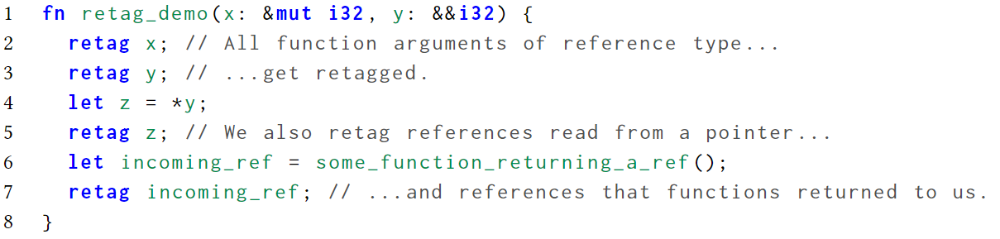 1 fn retag_demo(x: &mut i32, y: &&i32) {
2 retag x; // All function arguments of reference type...
3 retag y; // ...get retagged.
4 let z = *y;
5 retag z; // We also retag references read from a pointer...
6 let incoming_ref = some_function_returning_a_ref();
7 retag incoming_ref; // ...and references that functions returned to us.
8 }